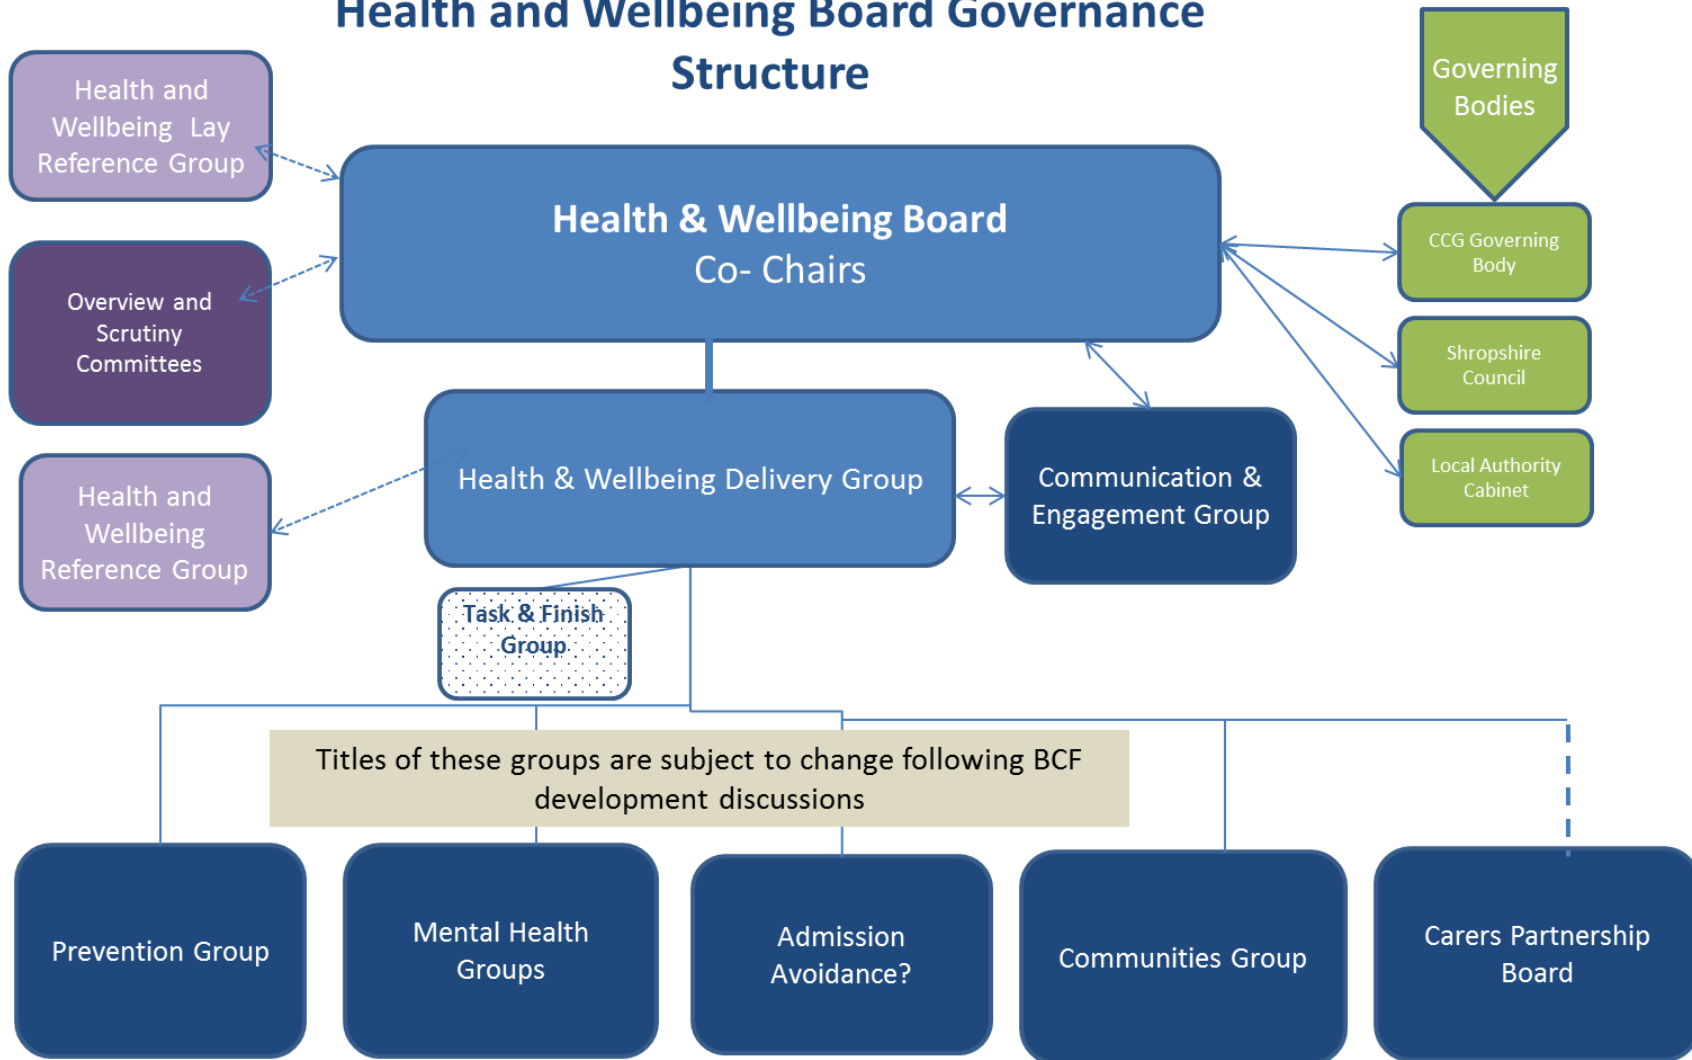 Health and Wellbeing Board Governance
Structure
Governing
Bodies
Health and
Wellbeing Lay
Reference Group
Health & Wellbeing Board
Co- Chairs
CCG Governing
Body
Overview and
Scrutiny
Committees
Shropshire
Council
Local Authority
Cabinet
Health & Wellbeing Delivery Group
Communication &
Engagement Group
Health and
Wellbeing
Reference Group
Task & Finish
Group
Titles of these groups are subject to change following BCF
development discussions
Prevention Group
Mental Health
Groups
Admission
Avoidance?
Communities Group
Carers Partnership
Board